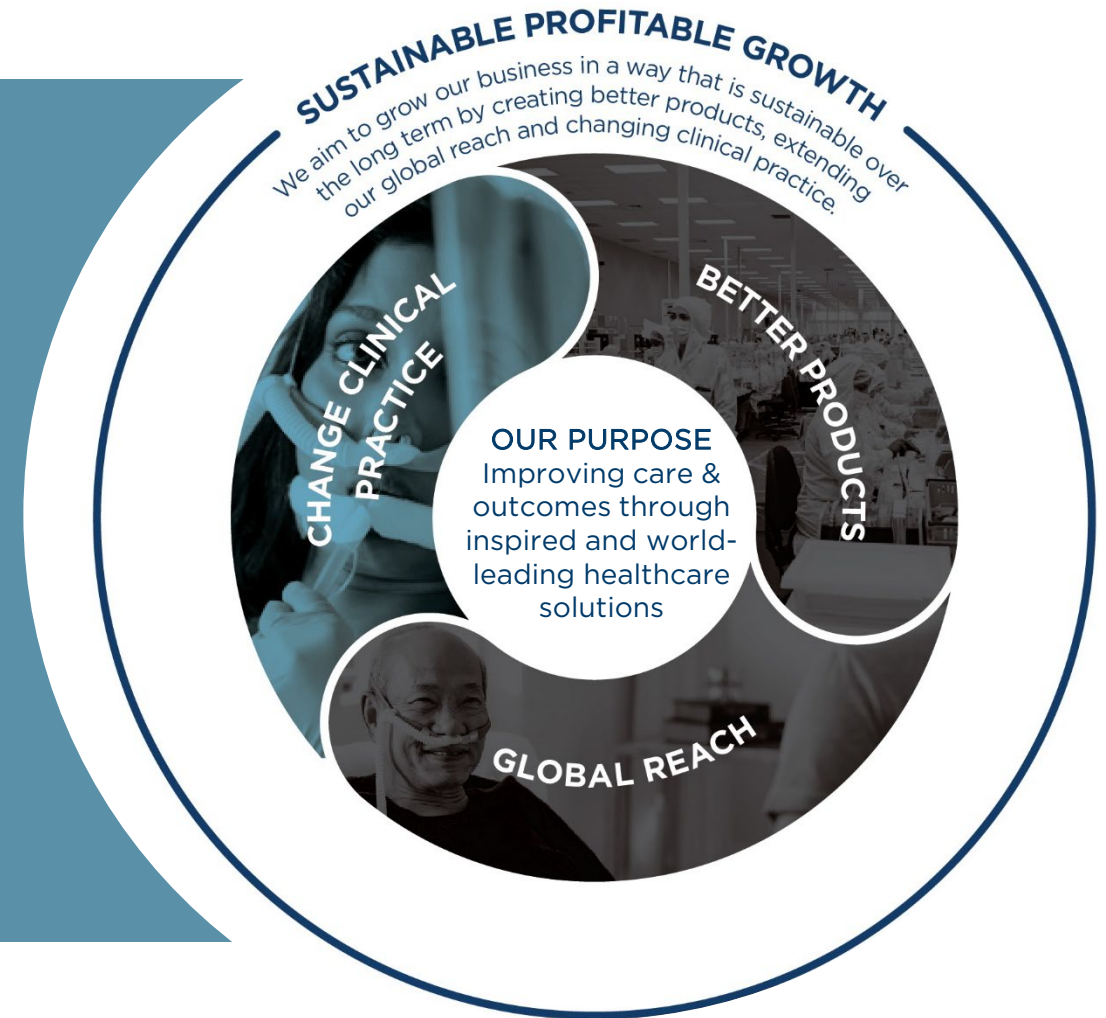 SUSTAINABLE PROFITABLE GROWTH
We aim to grow our business in a way that is sustainable over
the long term by creating better products, extending
our global reach and changing clinical practice.
CHANGE CLINICAL
PRACTICE
BETTER PRODUCTS
OUR PURPOSE
Improving care &
outcomes through
inspired and world-
leading healthcare
solutions
GLOBAL REACH